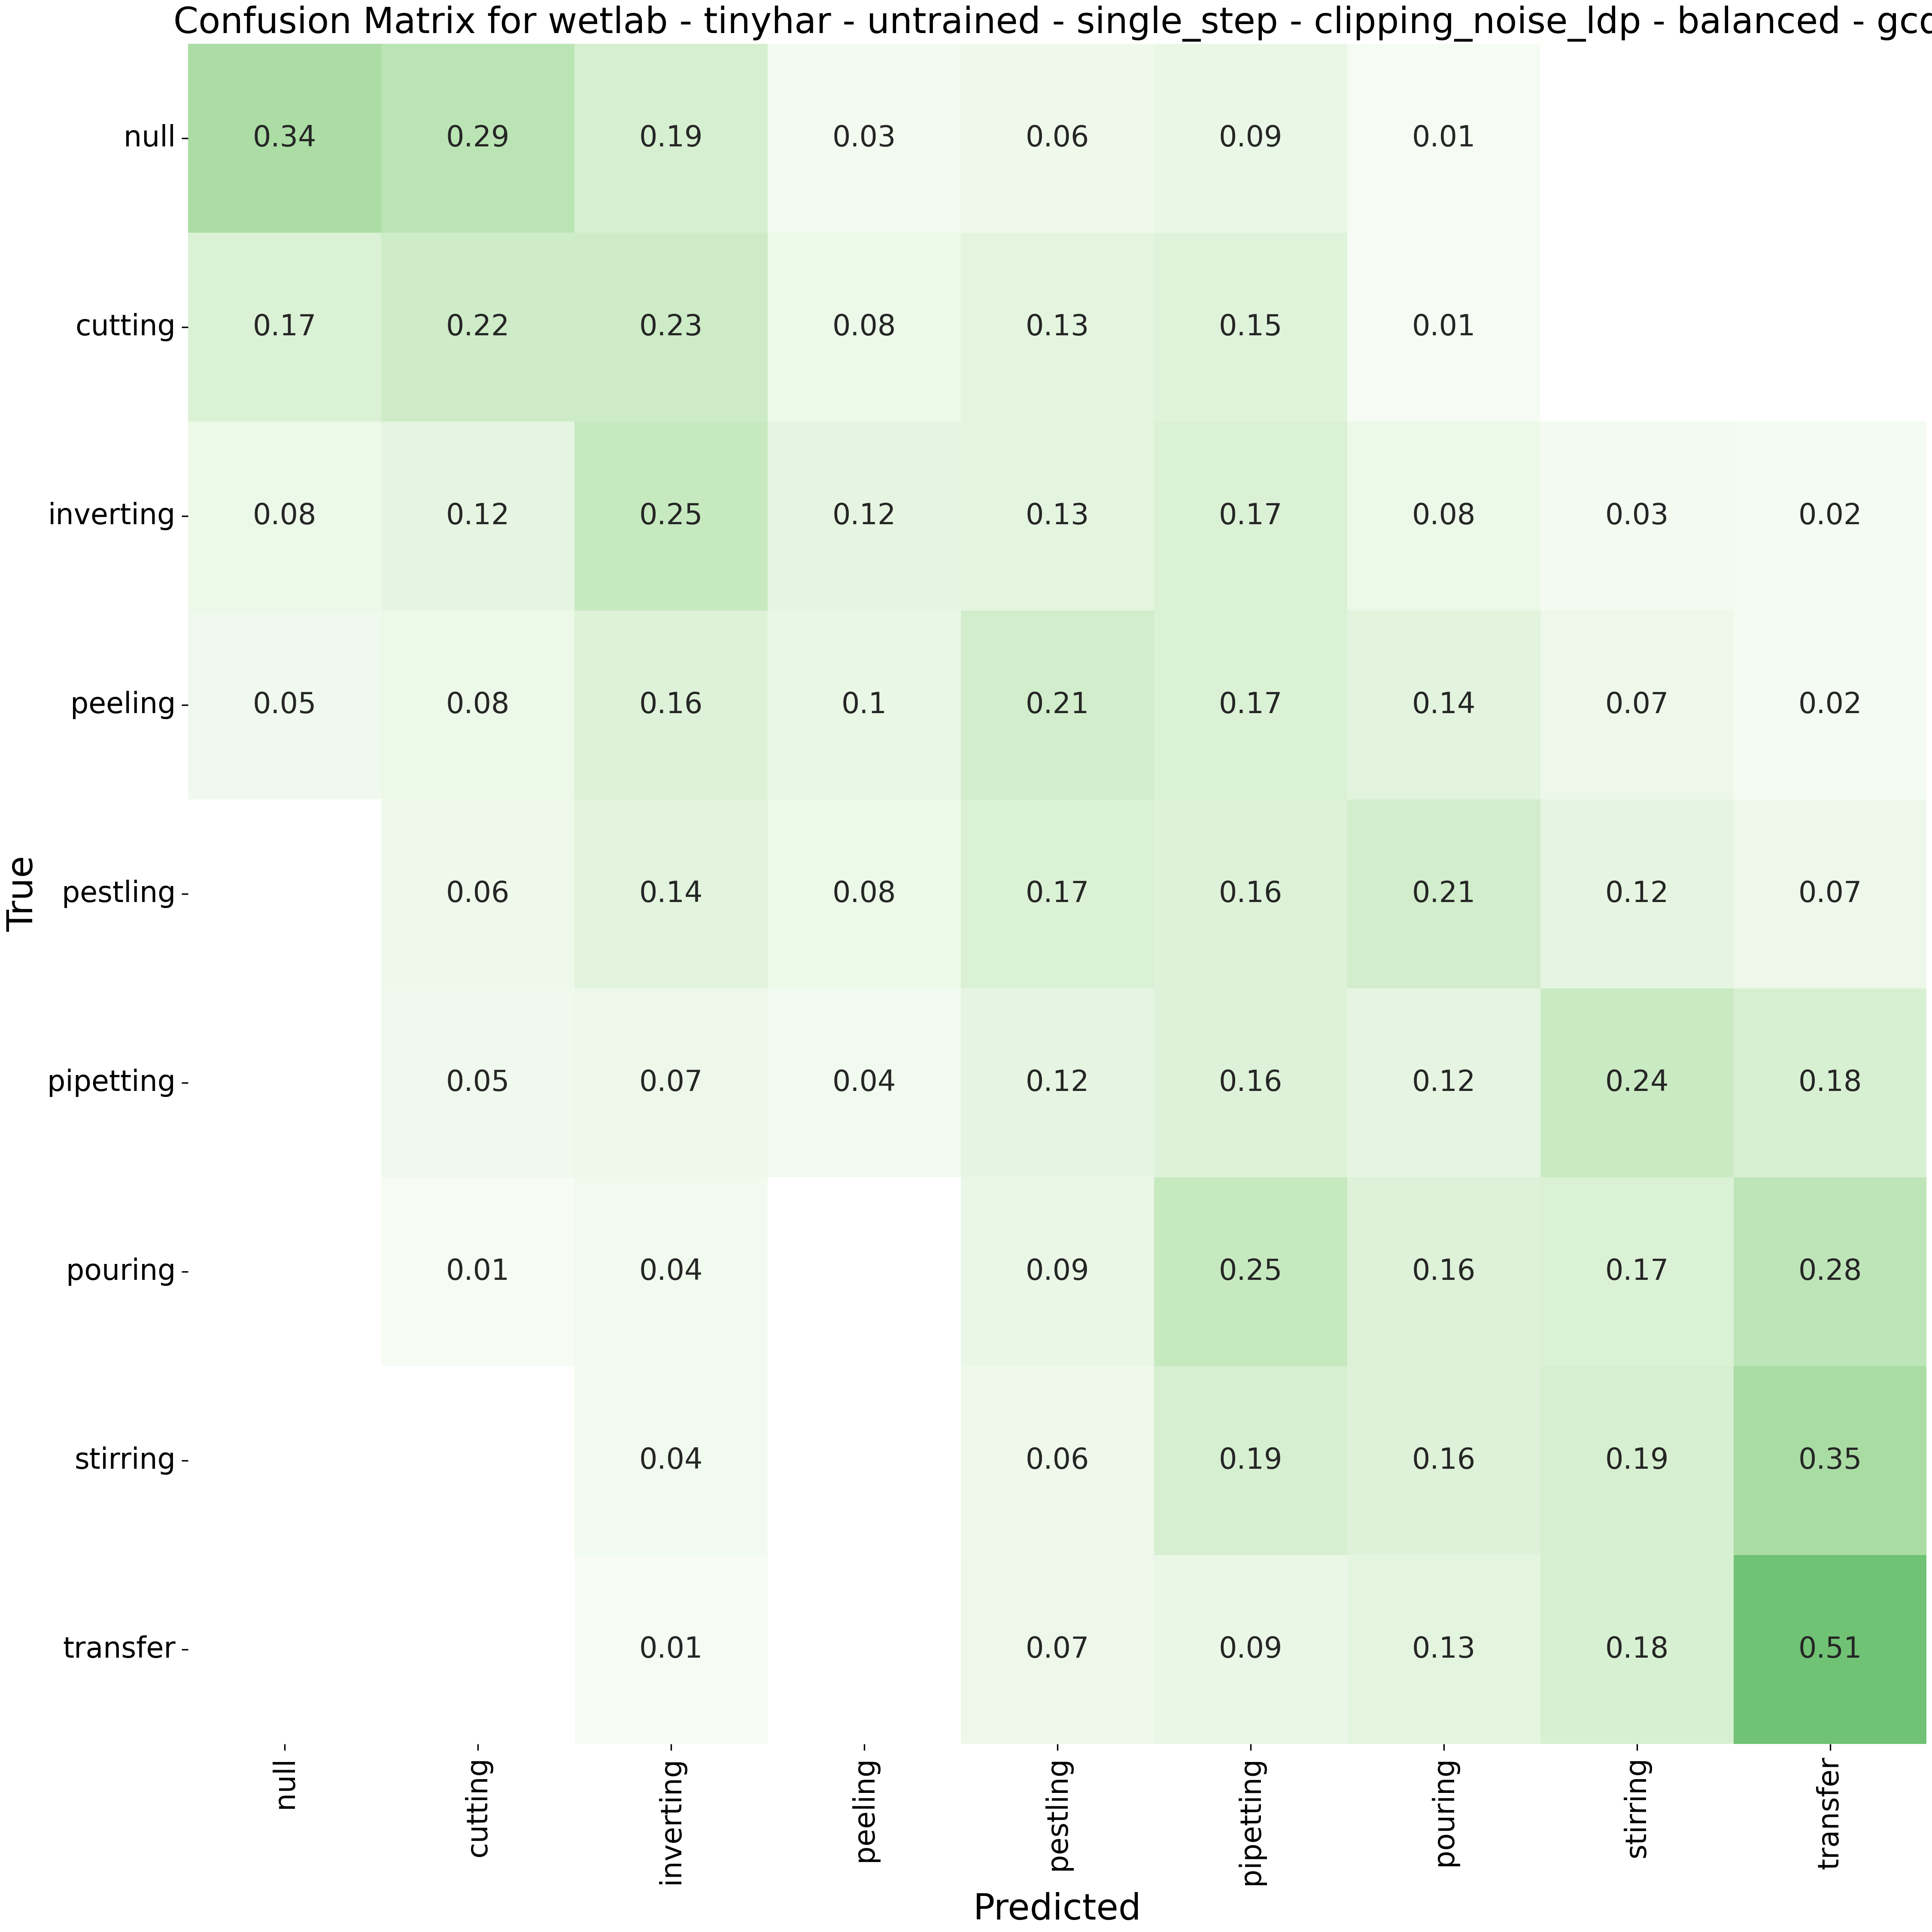 Confusion Matrix for wetlab - tinyhar - untrained - single_step - clipping_noise_ldp - balanced -
null 0.34 0.29 0.19 0.03 0.06 0.09 0.01
cutting 0.17 0.22 0.23 0.08 0.13 0.15 0.01
inverting 0.08 0.12 0.25 0.12 0.13 0.17 0.08 0.03 0.02
peeling 0.05 0.08 0.16 0.1 0.21 0.17 0.14 0.07 0.02
pestling 0.06 0.14 0.08 0.17 0.16 0.21 0.12 0.07
pipetting 0.05 0.07 0.04 0.12 0.16 0.12 0.24 0.18
pouring 0.01 0.04 0.09 0.25 0.16 0.17 0.28
stirring 0.04 0.06 0.19 0.16 0.19 0.35
transfer 0.01 0.07 0.09 0.13 0.18 0.51
True
null cutting inverting peeling pestling pipetting pouring stirring transfer
Predicted